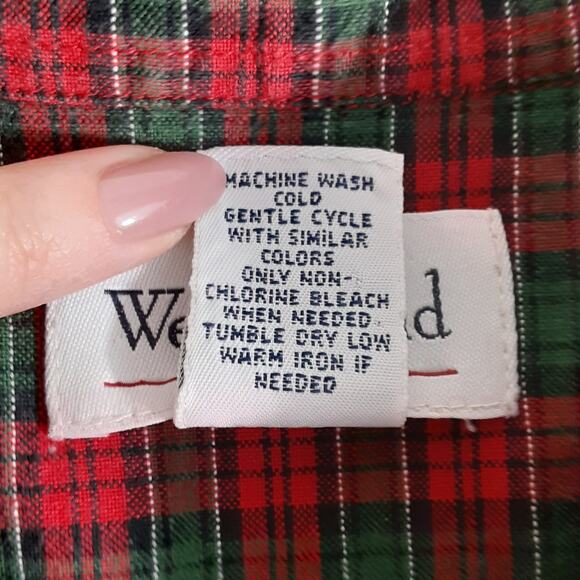 MACHINE WASH
COLD
GENTLE CYCLE
WITH SIMILAR
COLORS
ONLY NON-
CHLORINE BLEACH
WHEN NEEDED.
TUMBLE DRY LOW
WARM IRON IF
NEEDED